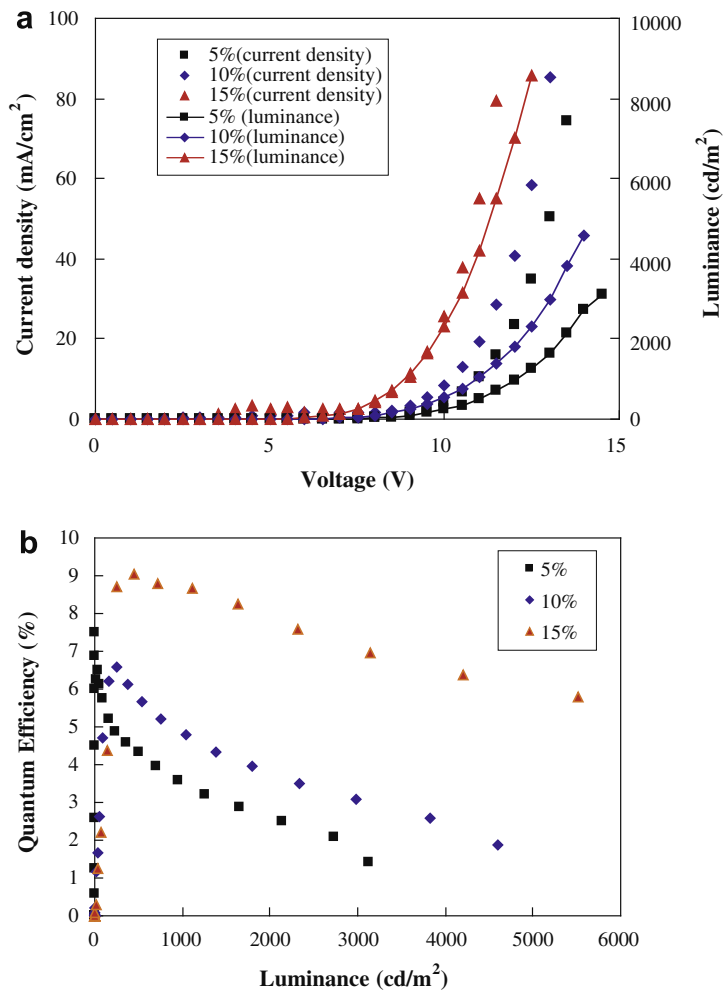 a
100
80
60
40
20
0
Current density (mA/cm²)
5%(current density)
10%(current density)
15%(current density)
5% (luminance)
10%(luminance)
15%(luminance)
10000
8000
6000
4000
2000
0
Luminance (cd/m²)
0 5 10 15
Voltage (V)
b
10
9
8
7
6
5
4
3
2
1
0
Quantum Efficiency (%)
5%
10%
15%
0 1000 2000 3000 4000 5000 6000
Luminance (cd/m²)